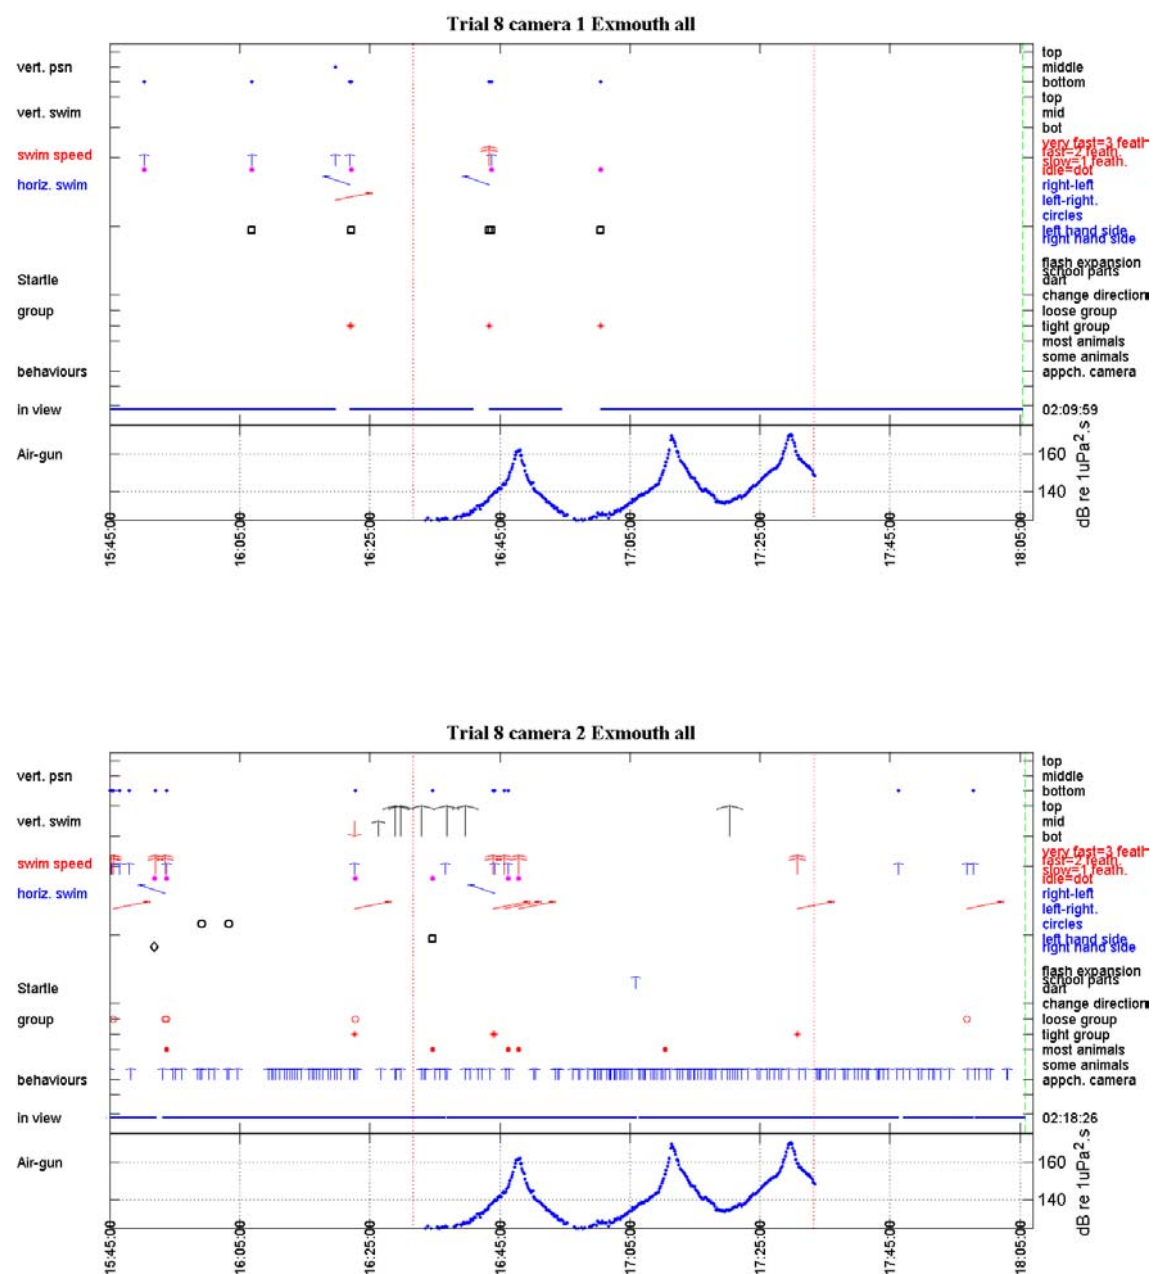 Trial 8 camera 1 Exmouth all
top
vert. psn
middle
bottom
top
vert. swim
mid
bot
very fast=3 feath
fast=2 feath.
swim speed
slow=1 feath.
idle=dot
horiz. swim
right-left
left-right.
circles
left hand side
right hand side
flash expansion
school parts
Startle
dart
change direction
group
loose group
tight group
most animals
some animals
behaviours
appch. camera
in view
02:09:59
Air-gun
160
140
dB re 1uPa².s
15:45:00
16:05:00
16:25:00
16:45:00
17:05:00
17:25:00
17:45:00
18:05:00
Trial 8 camera 2 Exmouth all
top
vert. psn
middle
bottom
top
vert. swim
mid
bot
very fast=3 feath
fast=2 feath.
swim speed
slow=1 feath.
idle=dot
horiz. swim
right-left
left-right.
circles
left hand side
right hand side
flash expansion
school parts
Startle
dart
change direction
group
loose group
tight group
most animals
some animals
behaviours
appch. camera
in view
02:18:26
Air-gun
160
140
dB re 1uPa².s
15:45:00
16:05:00
16:25:00
16:45:00
17:05:00
17:25:00
17:45:00
18:05:00